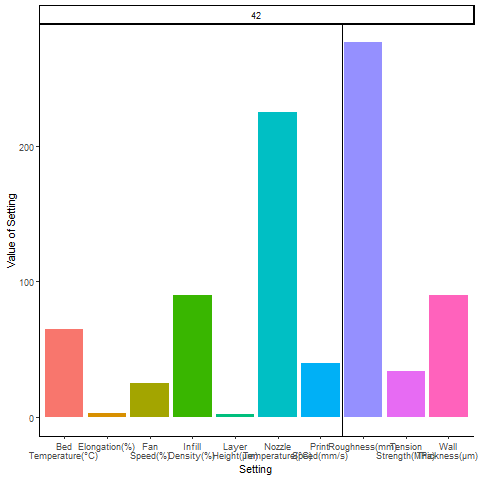 42
Value of Setting
200
100
0
Bed Elongation(%) Fan Infill Layer Nozzle Print Roughness(mm) Tension Wall
Temperature(°C) Speed(%) Density(%) Height(μm) Temperature(°C) Speed(mm/s) Strength(MPa) Thickness(μm)
Setting